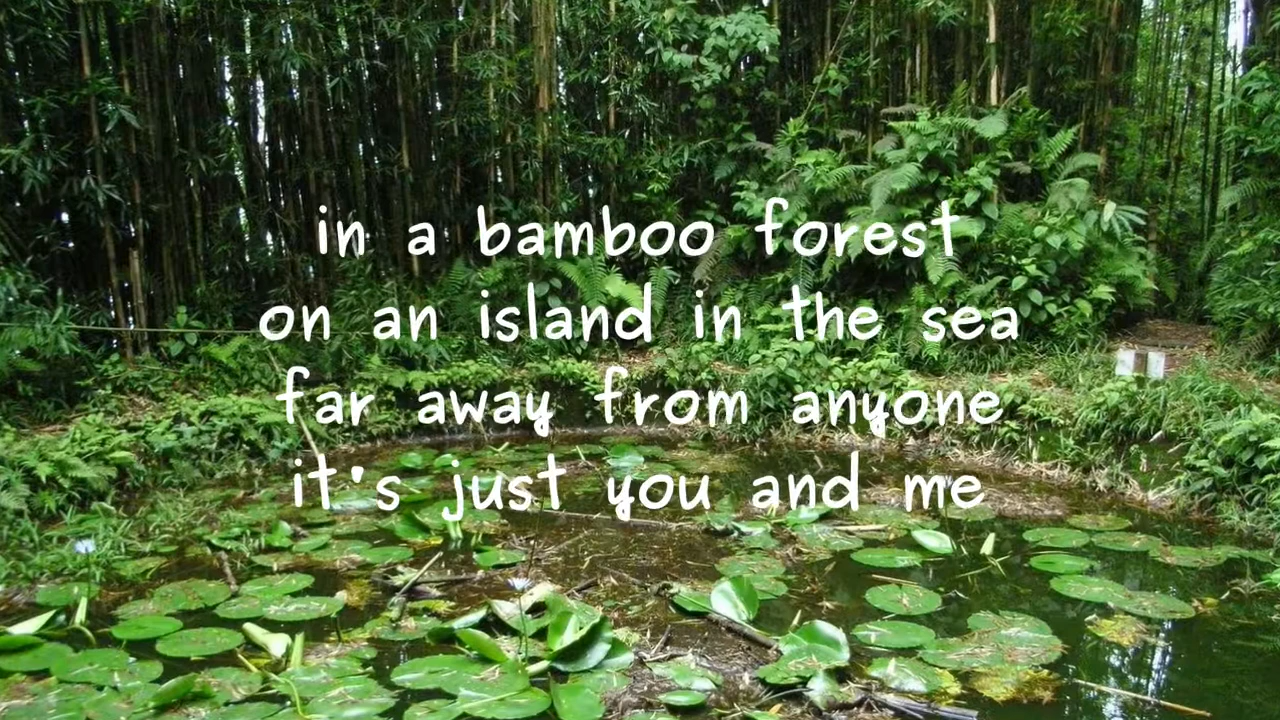 in a bamboo forest
on an island in the sea
far away from anyone
it's just you and me